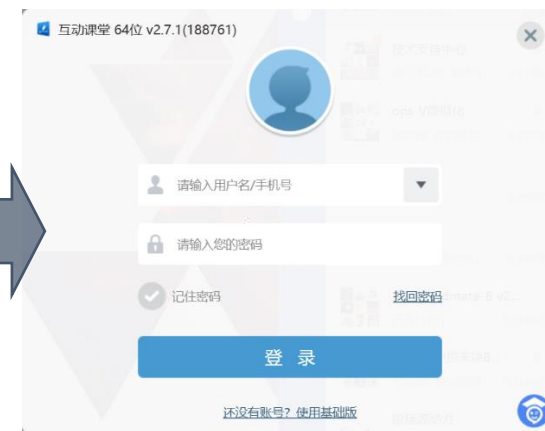 互动课堂 64位 v2.7.1(188761)
请输入用户名/手机号
请输入您的密码
记住密码
找回密码
登 录
还没有账号? 使用基础版